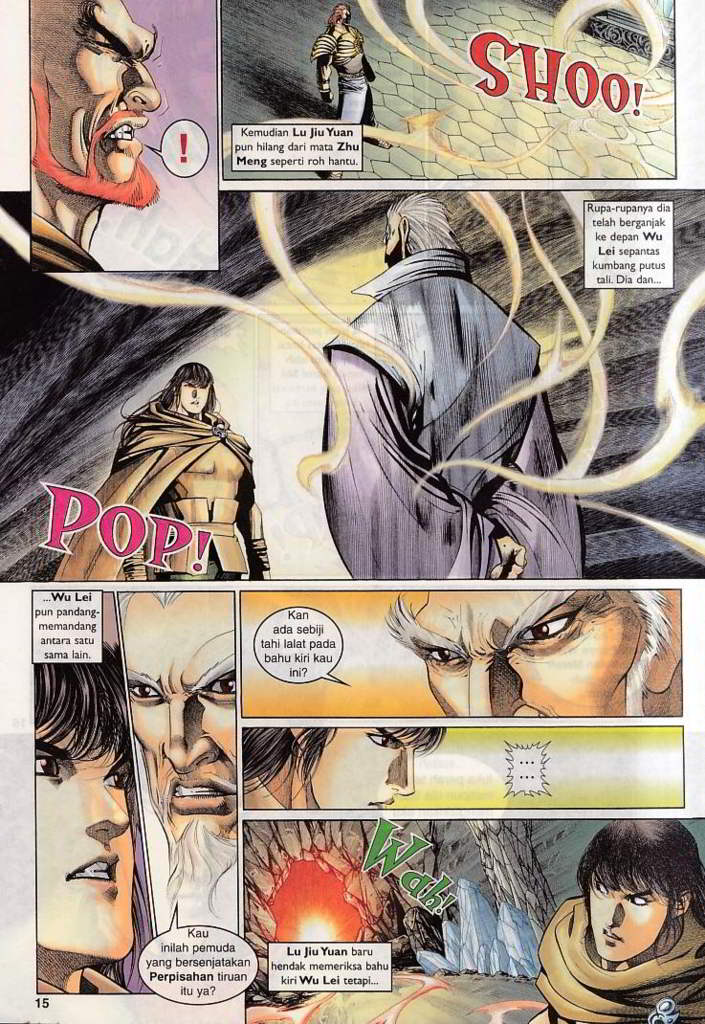 !
SHOO!
Kemudian Lu Jiu Yuan
pun hilang dari mata Zhu
Meng seperti roh hantu.
Rupa-rupanya dia
telah berganjak
ke depan Wu
Lei sepantas
kumbang putus
tali. Dia dan...
POP!
...Wu Lei
pun pandang-
memandang
antara satu
sama lain.
Kau
inilah pemuda
yang bersenjatakan
Perpisahan tiruan
itu ya?
Kan
ada sebiji
tahi lalat pada
bahu kiri kau
ini?
...
...
Wab!
Lu Jiu Yuan baru
hendak memeriksa bahu
kiri Wu Lei tetapi...
15